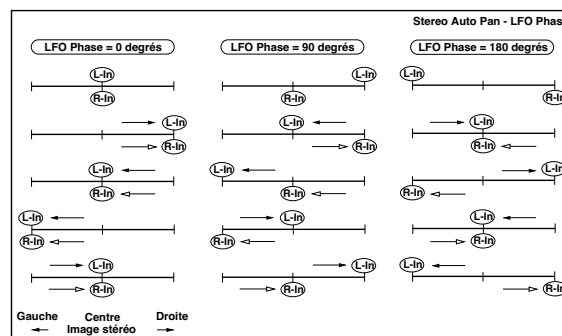 Stereo Auto Pan - LFO Phas
LFO Phase = 0 degrés
LFO Phase = 90 degrés
LFO Phase = 180 degrés
L-In
L-In
L-In
R-In
R-In
R-In
L-In
L-In
L-In
R-In
R-In
R-In
L-In
L-In
L-In
R-In
R-In
R-In
L-In
L-In
L-In
R-In
R-In
R-In
L-In
L-In
L-In
R-In
R-In
R-In
Gauche
Centre
Droite
Image stéréo